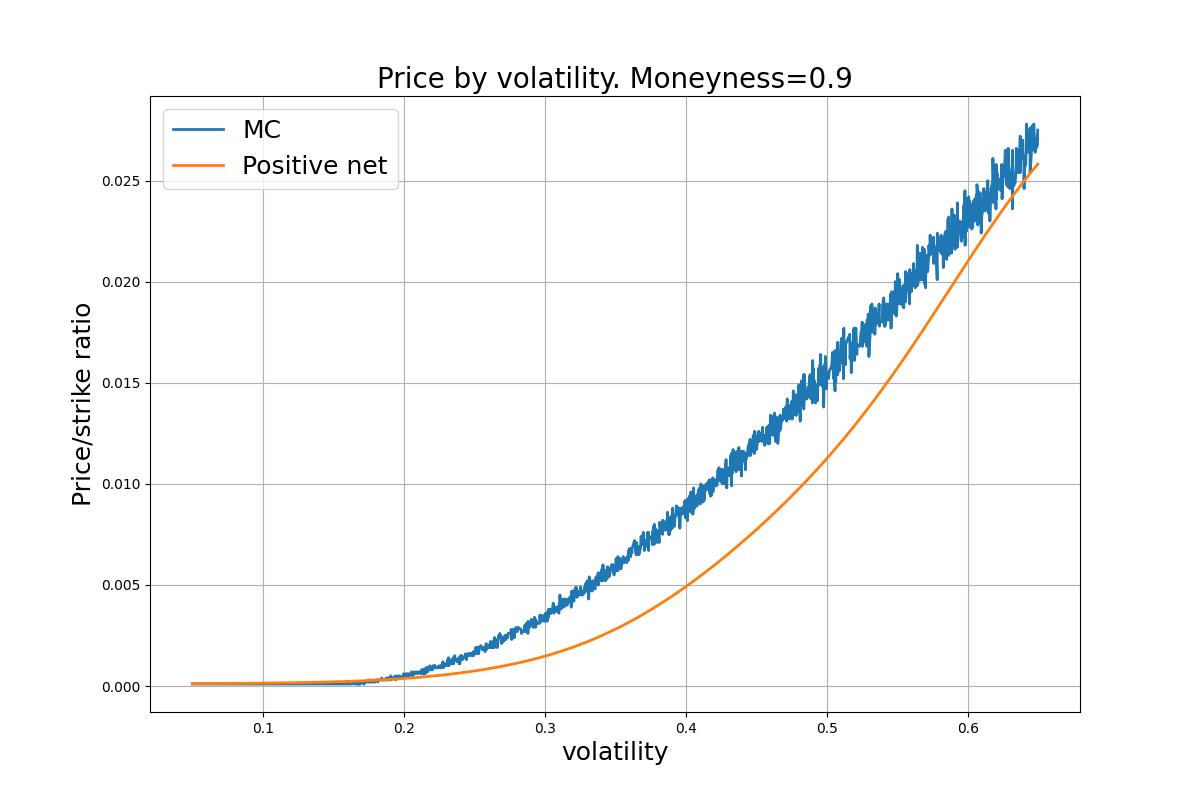 Price by volatility. Moneyness=0.9
MC
Positive net
Price/strike ratio
0.025
0.020
0.015
0.010
0.005
0.000
0.1 0.2 0.3 0.4 0.5 0.6
volatility